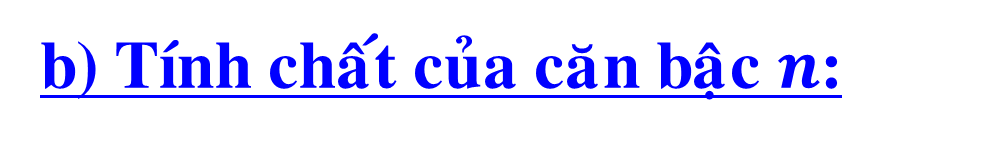 b) Tính chất của căn bậc n: